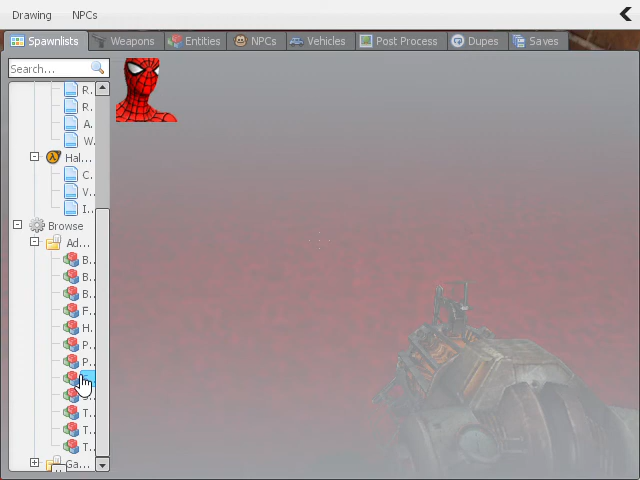 Drawing NPCs
Spawnlists Weapons Entities NPCs Vehicles Post Process Dupes Saves
Search...
R..
R..
A..
W..
Hal...
C..
V..
I..
Browse
Ad...
B..
B..
B..
F..
H..
P..
P..
T..
T..
T..
Ga...